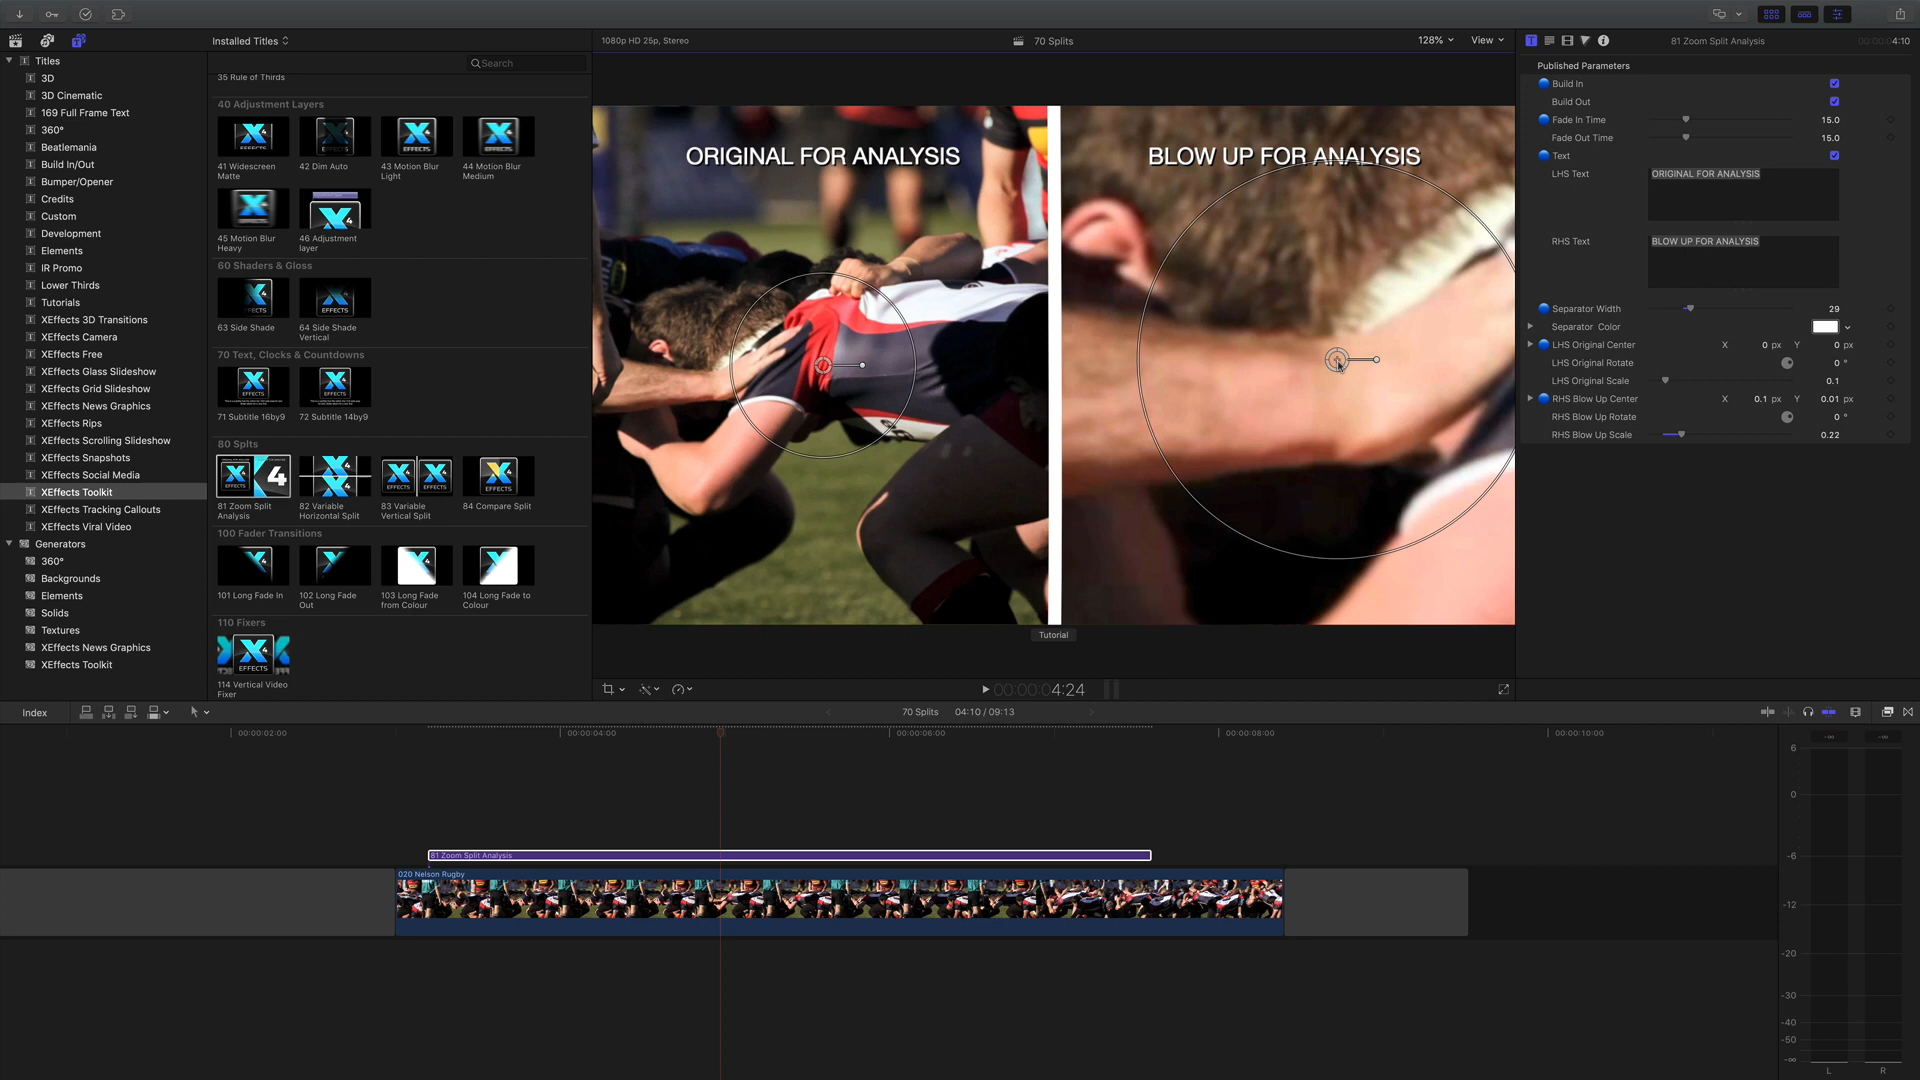 Installed Titles
1080p HD 25p, Stereo
70 Splits
128%
View
81 Zoom Split Analysis
00:00:04:10
Titles
3D
3D Cinematic
169 Full Frame Text
360°
Beatlemania
Build In/Out
Bumper/Opener
Credits
Custom
Development
Elements
IR Promo
Lower Thirds
Tutorials
XEffects 3D Transitions
XEffects Camera
XEffects Free
XEffects Glass Slideshow
XEffects Grid Slideshow
XEffects News Graphics
XEffects Rips
XEffects Scrolling Slideshow
XEffects Snapshots
XEffects Social Media
XEffects Toolkit
XEffects Tracking Callouts
XEffects Viral Video
Generators
360°
Backgrounds
Elements
Solids
Textures
XEffects News Graphics
XEffects Toolkit
Search
35 Rule of Thirds
40 Adjustment Layers
41 Widescreen
Matte
42 Dim Auto
43 Motion Blur
Light
44 Motion Blur
Medium
45 Motion Blur
Heavy
46 Adjustment
layer
60 Shaders & Gloss
63 Side Shade
64 Side Shade
Vertical
70 Text, Clocks & Countdowns
71 Subtitle 16by9
72 Subtitle 14by9
80 Splts
81 Zoom Split
Analysis
82 Variable
Horizontal Split
83 Variable
Vertical Split
84 Compare Split
100 Fader Transitions
101 Long Fade In
102 Long Fade
Out
103 Long Fade
from Colour
104 Long Fade to
Colour
110 Fixers
114 Vertical Video
Fixer
ORIGINAL FOR ANALYSIS
BLOW UP FOR ANALYSIS
Tutorial
00:00:04:24
Published Parameters
Build In
Build Out
Fade In Time 15.0
Fade Out Time 15.0
Text
LHS Text ORIGINAL FOR ANALYSIS
RHS Text BLOW UP FOR ANALYSIS
Separator Width 29
Separator Color
LHS Original Center X 0 px Y 0 px
LHS Original Rotate 0 °
LHS Original Scale 0.1
RHS Blow Up Center X 0.1 px Y 0.01 px
RHS Blow Up Rotate 0 °
RHS Blow Up Scale 0.22
Index
70 Splits 04:10 / 09:13
00:00:02:00
00:00:04:00
00:00:06:00
00:00:08:00
00:00:10:00
81 Zoom Split Analysis
020 Nelson Rugby
6
0
-6
-12
-20
-30
-40
-50
-∞
L
R